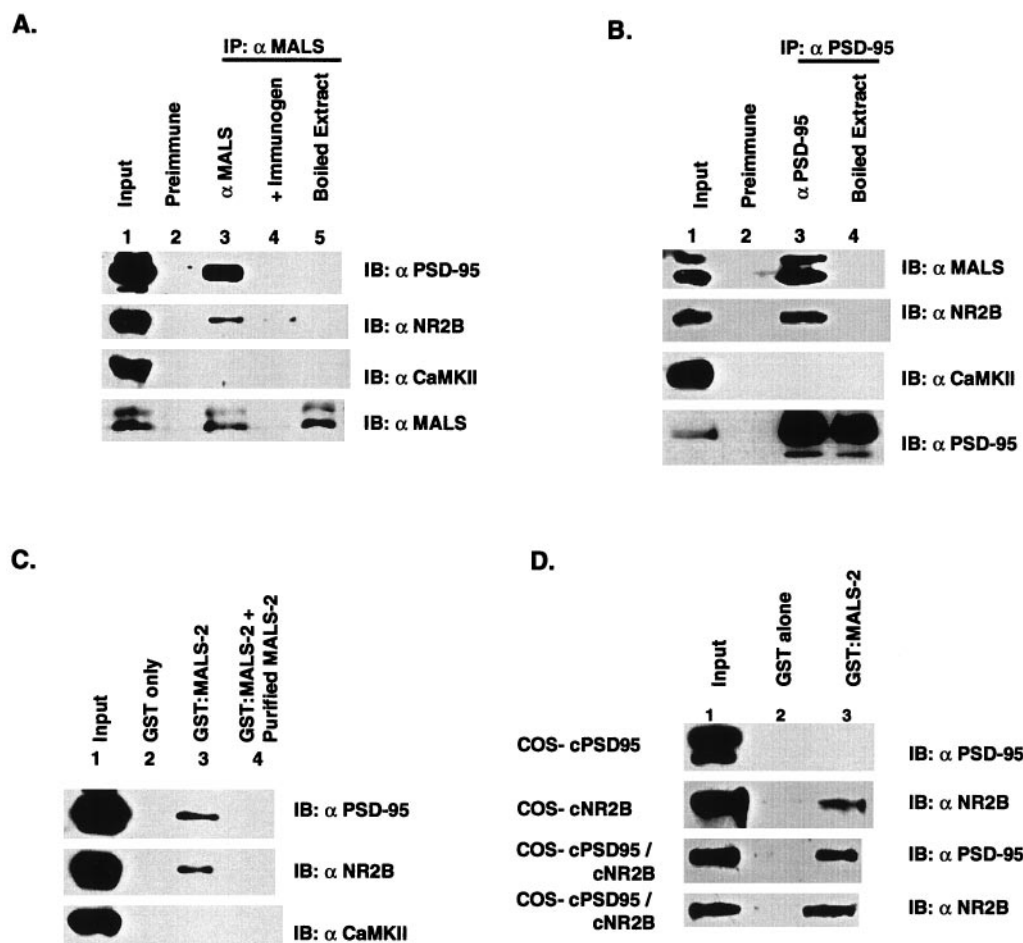 A.
IP: α MALS
Input
Preimmune
α MALS
+ Immunogen
Boiled Extract
1 2 3 4 5
IB: α PSD-95
IB: α NR2B
IB: α CaMKII
IB: α MALS
B.
IP: α PSD-95
Input
Preimmune
α PSD-95
Boiled Extract
1 2 3 4
IB: α MALS
IB: α NR2B
IB: α CaMKII
IB: α PSD-95
C.
Input
GST only
GST:MALS-2
GST:MALS-2 +
Purified MALS-2
1 2 3 4
IB: α PSD-95
IB: α NR2B
IB: α CaMKII
D.
Input
GST alone
GST:MALS-2
1 2 3
COS- cPSD95
IB: α PSD-95
COS- cNR2B
IB: α NR2B
COS- cPSD95 /
cNR2B
IB: α PSD-95
COS- cPSD95 /
cNR2B
IB: α NR2B